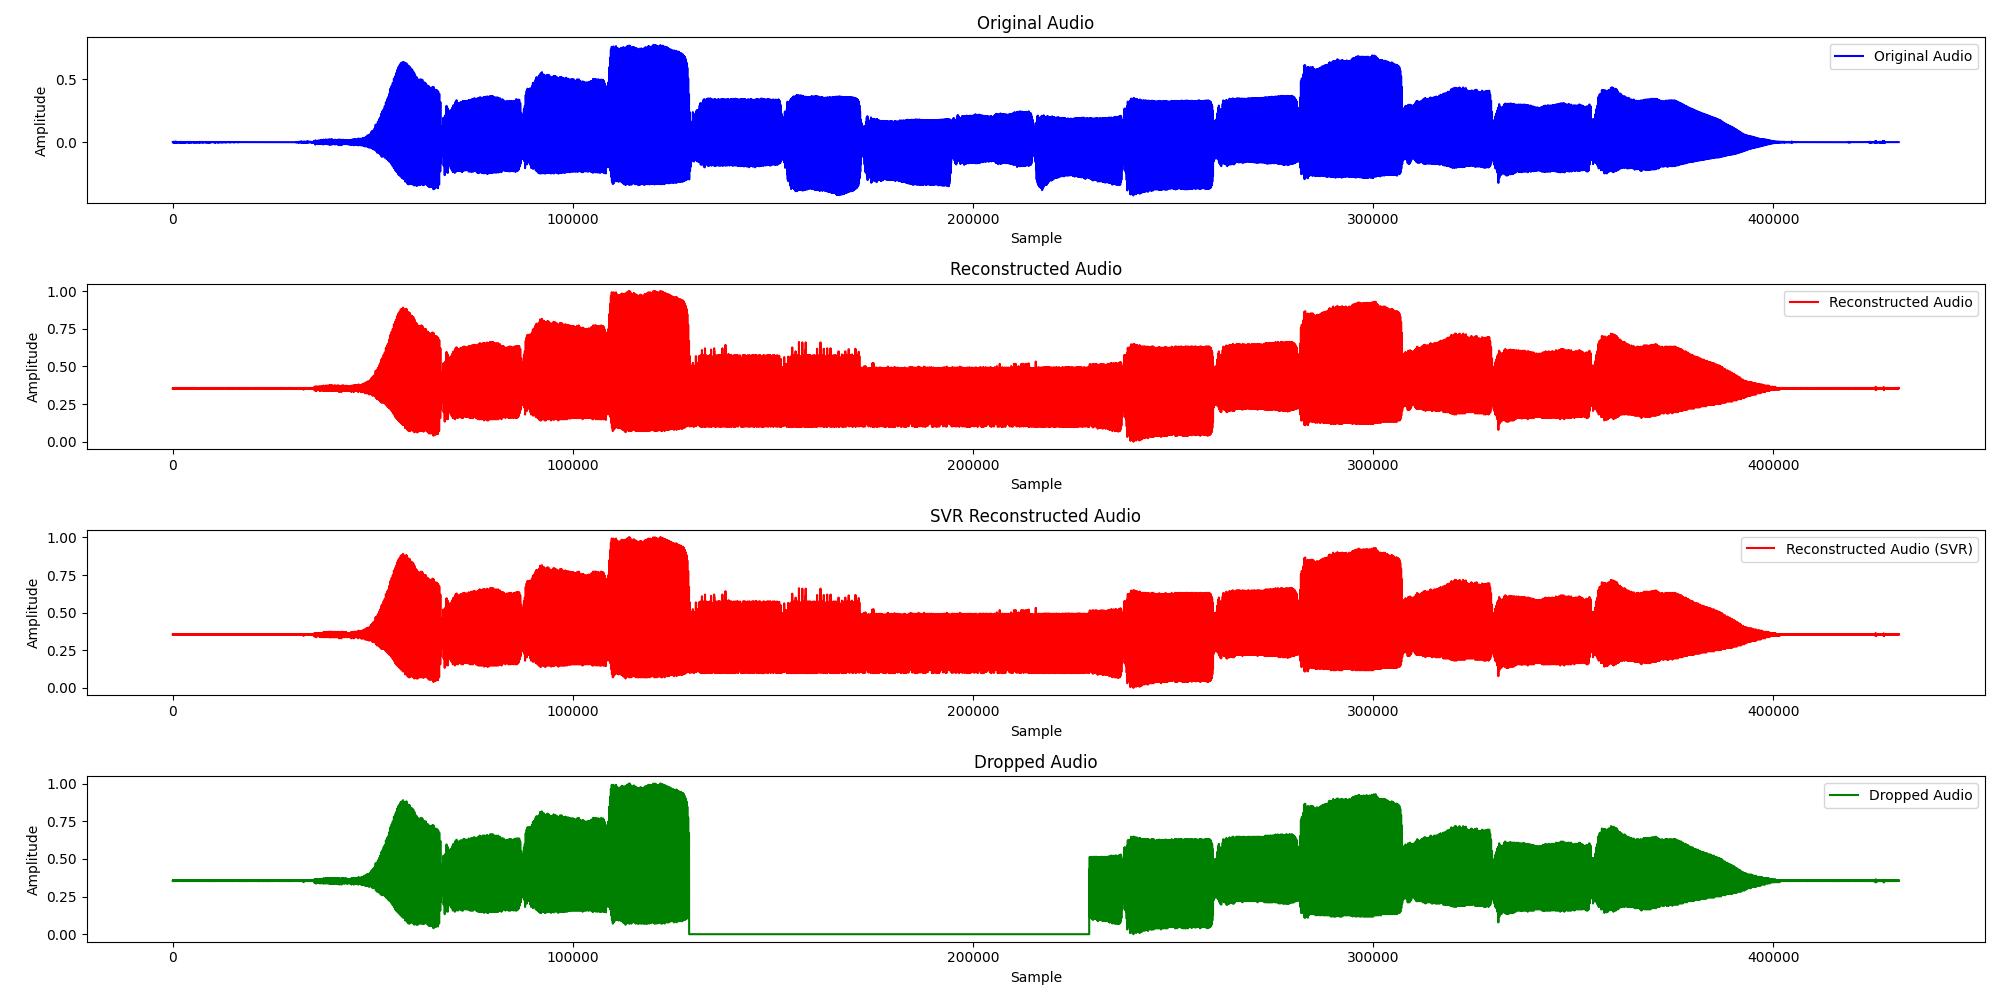 Original Audio
Amplitude
0.5
0.0
Original Audio
0 100000 200000 300000 400000
Sample
Reconstructed Audio
Amplitude
1.00
0.75
0.50
0.25
0.00
Reconstructed Audio
0 100000 200000 300000 400000
Sample
SVR Reconstructed Audio
Amplitude
1.00
0.75
0.50
0.25
0.00
Reconstructed Audio (SVR)
0 100000 200000 300000 400000
Sample
Dropped Audio
Amplitude
1.00
0.75
0.50
0.25
0.00
Dropped Audio
0 100000 200000 300000 400000
Sample